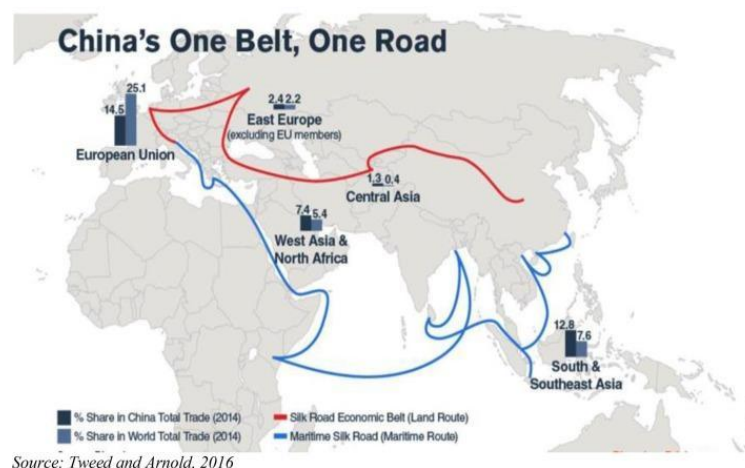 China's One Belt, One Road
25.1
14.5
European Union
2.4 2.2
East Europe
(excluding EU members)
1.3 0.4
Central Asia
7.4
5.4
West Asia &
North Africa
12.8
7.6
South &
Southeast Asia
% Share in China Total Trade (2014)
Silk Road Economic Belt (Land Route)
% Share in World Total Trade (2014)
Maritime Silk Road (Maritime Route)
Source: Tweed and Arnold, 2016